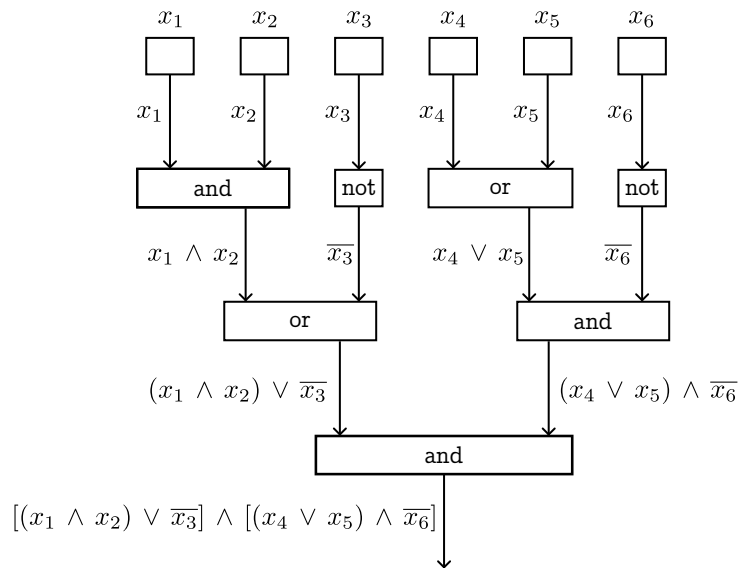 x₁ x₂ x₃ x₄ x₅ x₆
x₁ x₂ x₃ x₄ x₅ x₆
and not or not
x₁ ∧ x₂ x̅₃ x₄ ∨ x₅ x̅₆
or and
(x₁ ∧ x₂) ∨ x̅₃ (x₄ ∨ x₅) ∧ x̅₆
and
[(x₁ ∧ x₂) ∨ x̅₃] ∧ [(x₄ ∨ x₅) ∧ x̅₆]